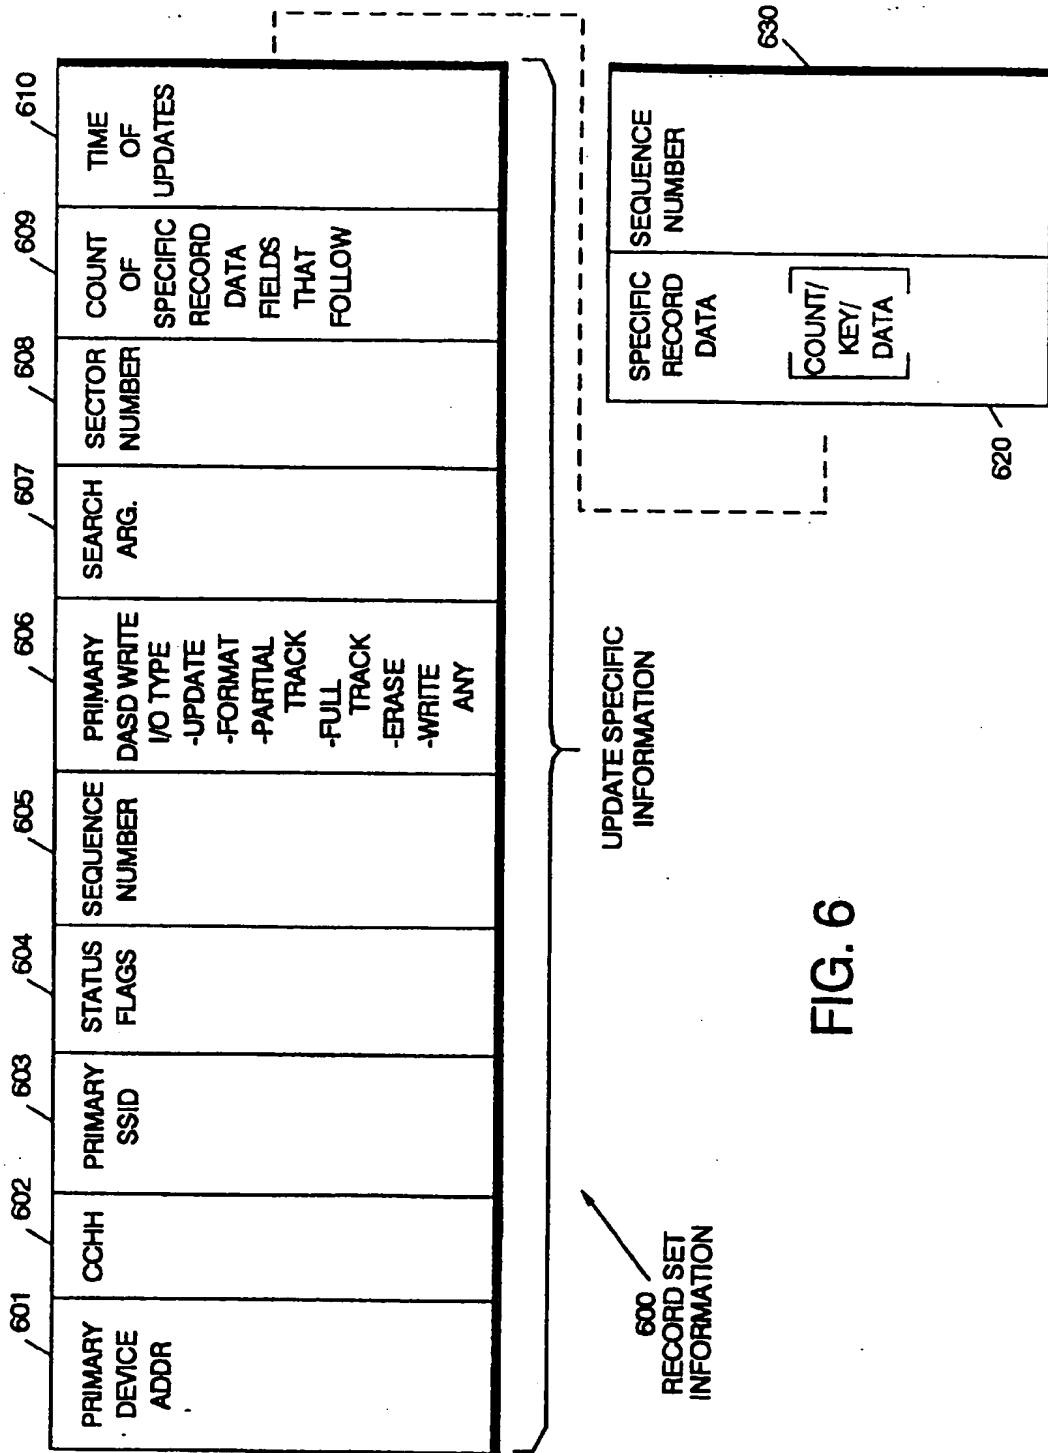 601
602
603
604
605
606
607
608
609
610
PRIMARY
DEVICE
ADDR
CCHH
PRIMARY
SSID
STATUS
FLAGS
SEQUENCE
NUMBER
PRIMARY
DASD WRITE
I/O TYPE
-UPDATE
-FORMAT
-PARTIAL
TRACK
-FULL
TRACK
-ERASE
-WRITE
ANY
SEARCH
ARG.
SECTOR
NUMBER
COUNT
OF
SPECIFIC
RECORD
DATA
FIELDS
THAT
FOLLOW
TIME
OF
UPDATES
600
RECORD SET
INFORMATION
UPDATE SPECIFIC
INFORMATION
SPECIFIC
RECORD
DATA
COUNT/
KEY/
DATA
SEQUENCE
NUMBER
620
630
FIG. 6